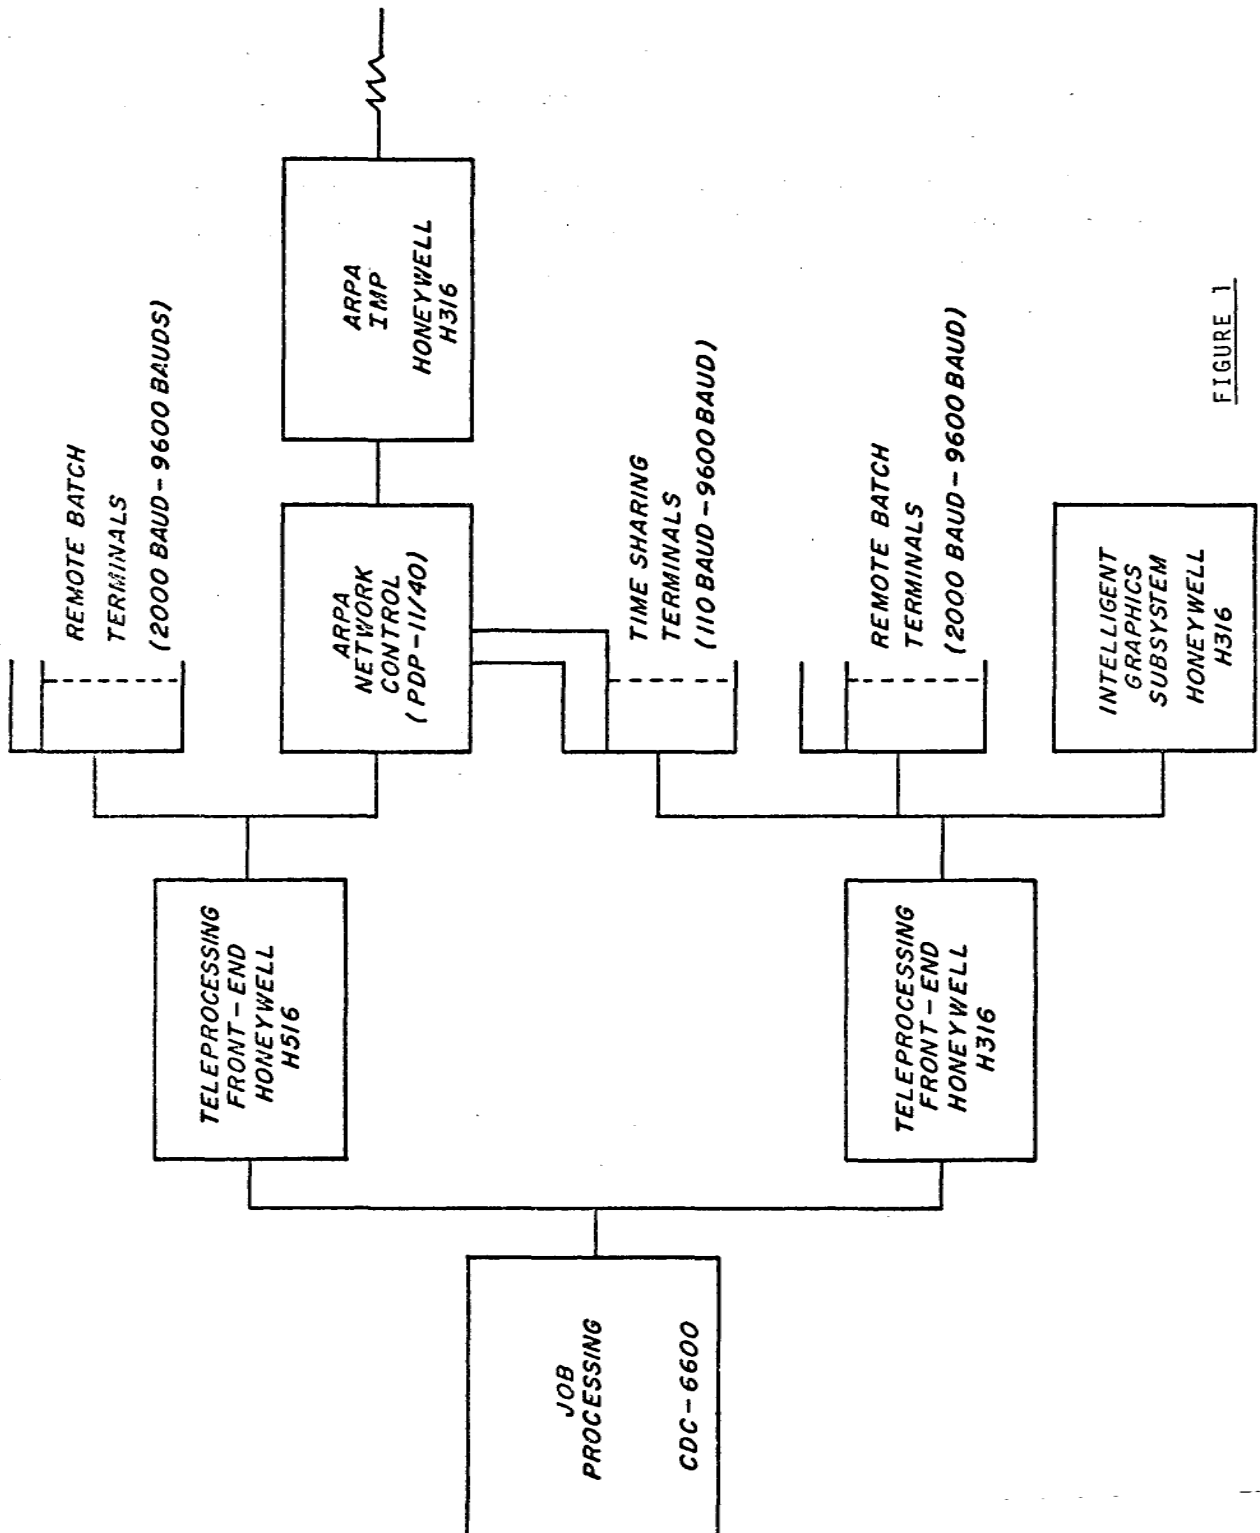 REMOTE BATCH
TERMINALS
(2000 BAUD-9600 BAUDS)
ARPA
IMP
HONEYWELL
H316
ARPA
NETWORK
CONTROL
(PDP-11/40)
TIME SHARING
TERMINALS
(110 BAUD-9600 BAUD)
REMOTE BATCH
TERMINALS
(2000 BAUD-9600 BAUD)
INTELLIGENT
GRAPHICS
SUBSYSTEM
HONEYWELL
H316
TELEPROCESSING
FRONT-END
HONEYWELL
H516
TELEPROCESSING
FRONT-END
HONEYWELL
H316
JOB
PROCESSING
CDC-6600
FIGURE 1